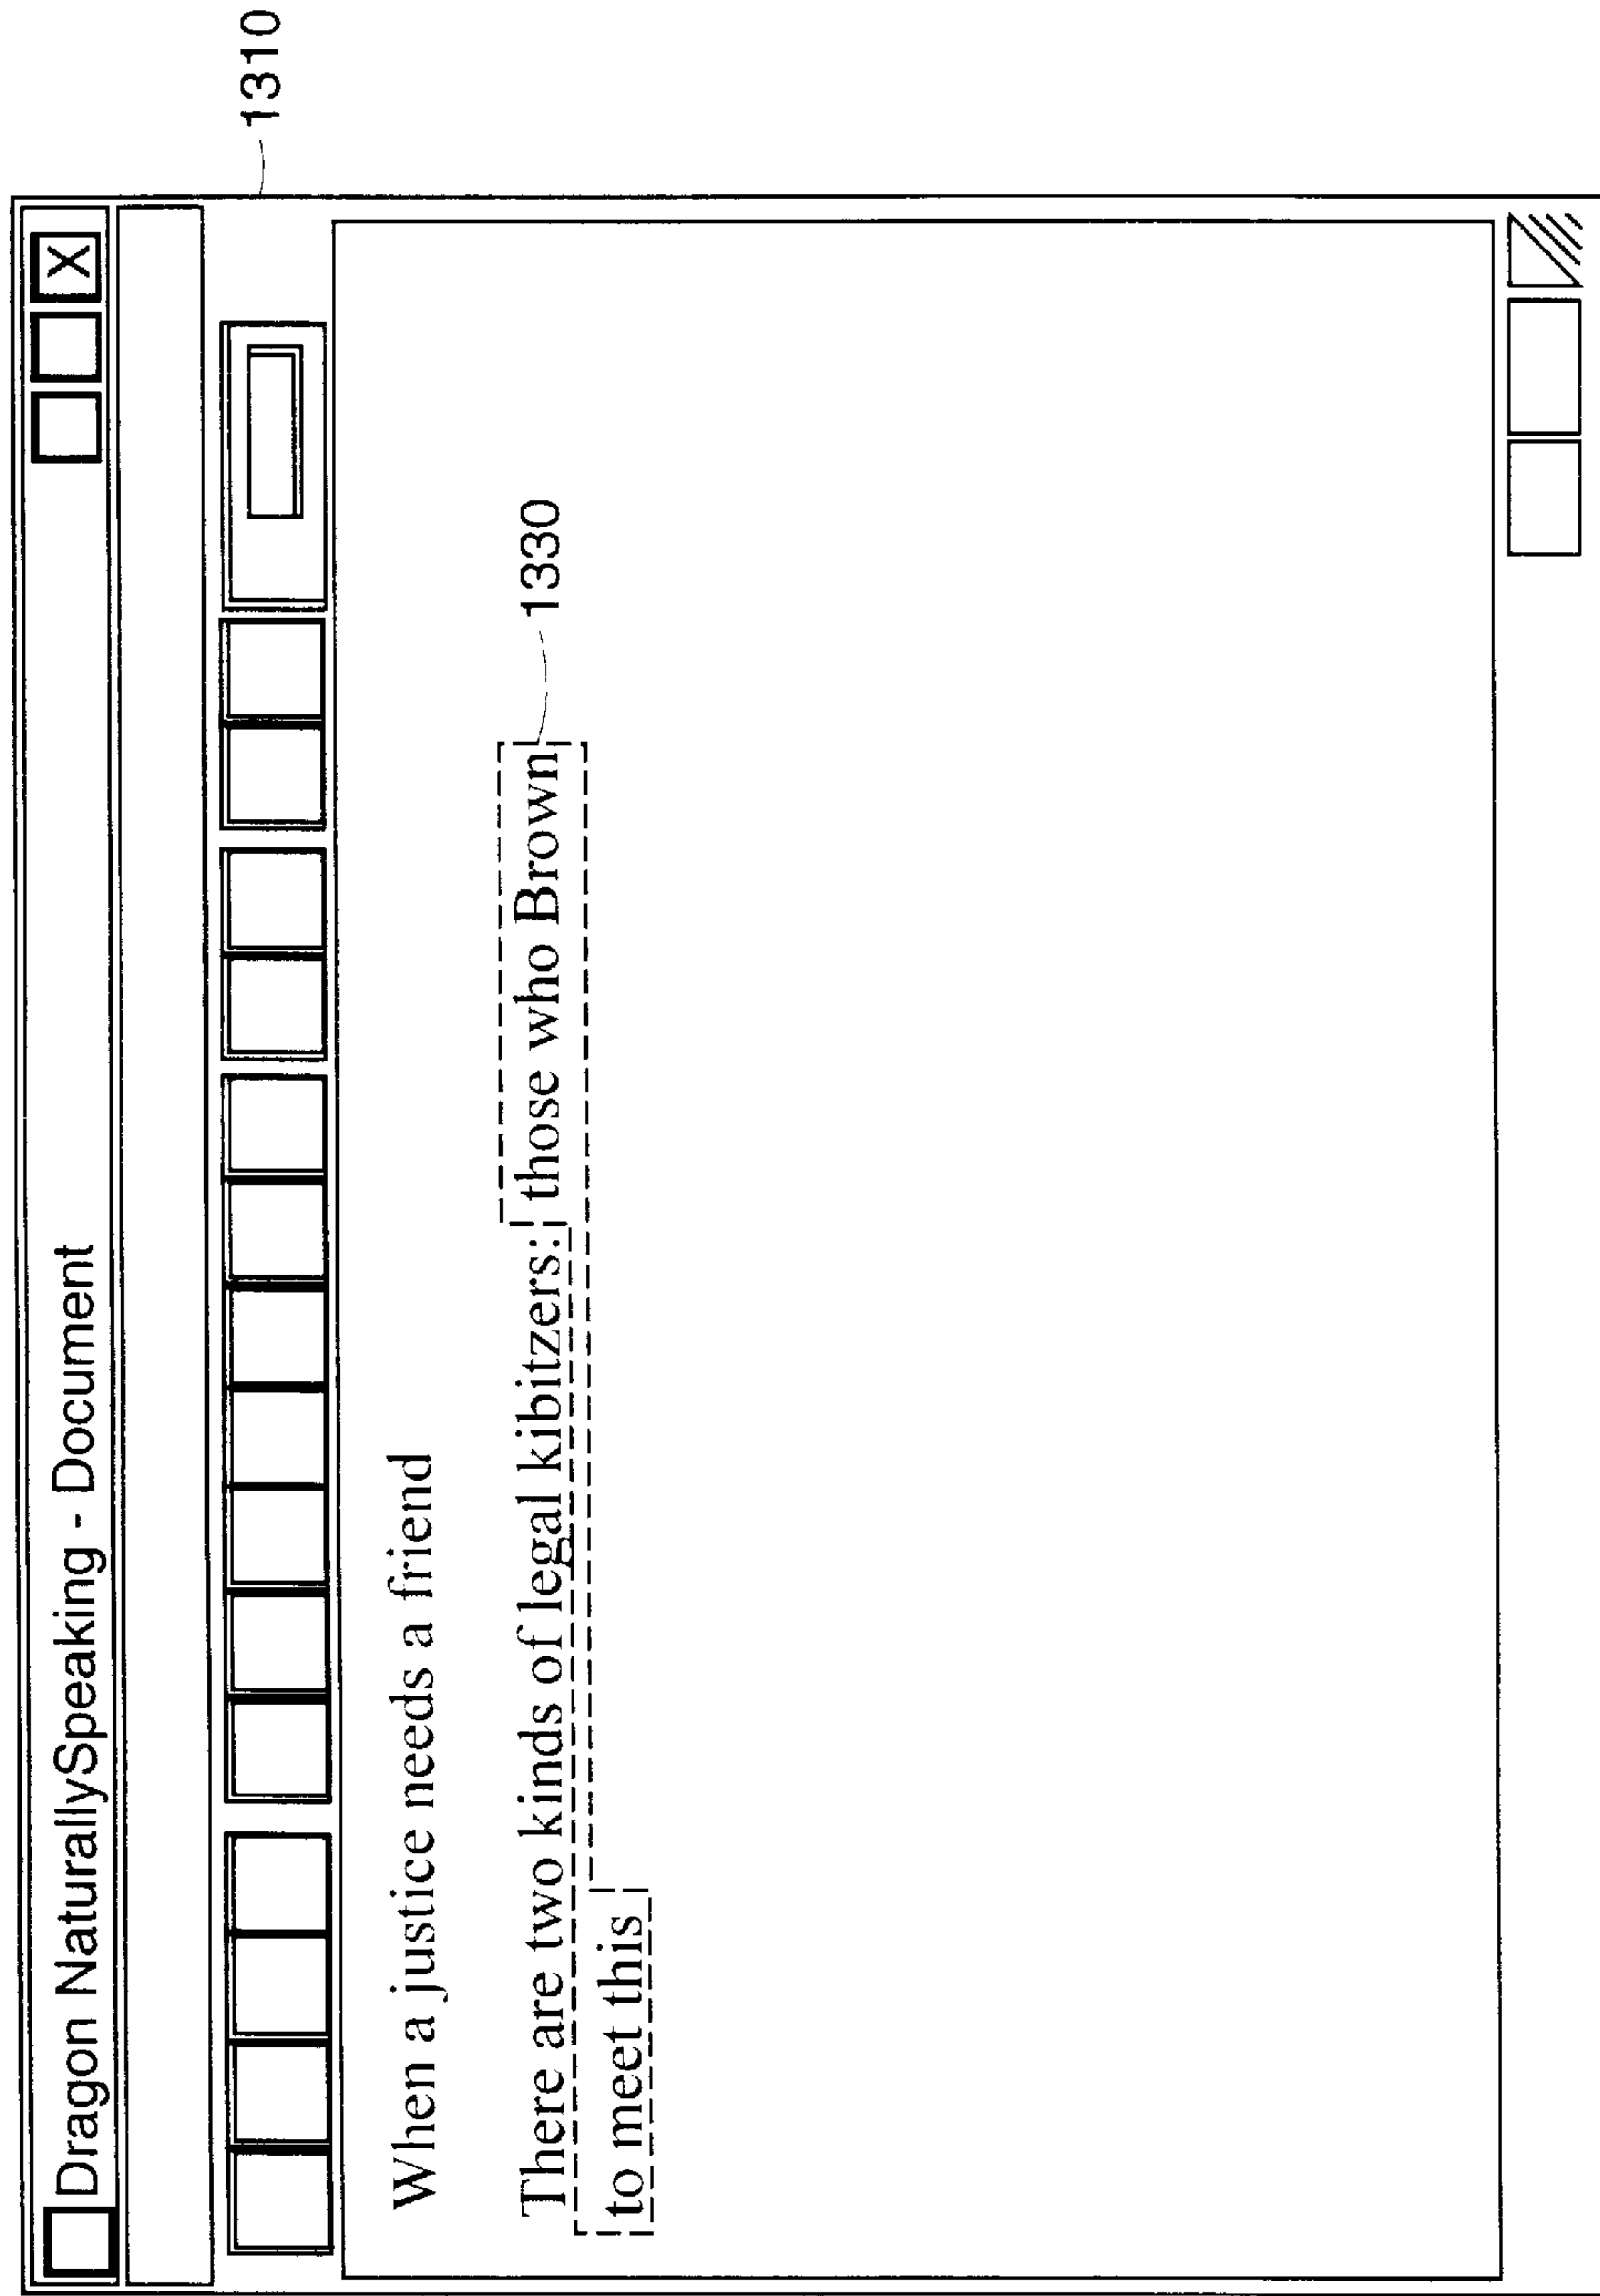 Dragon NaturallySpeaking - Document
X
1310
When a justice needs a friend
There are two kinds of legal kibitzers: those who Brown
1330
to meet this